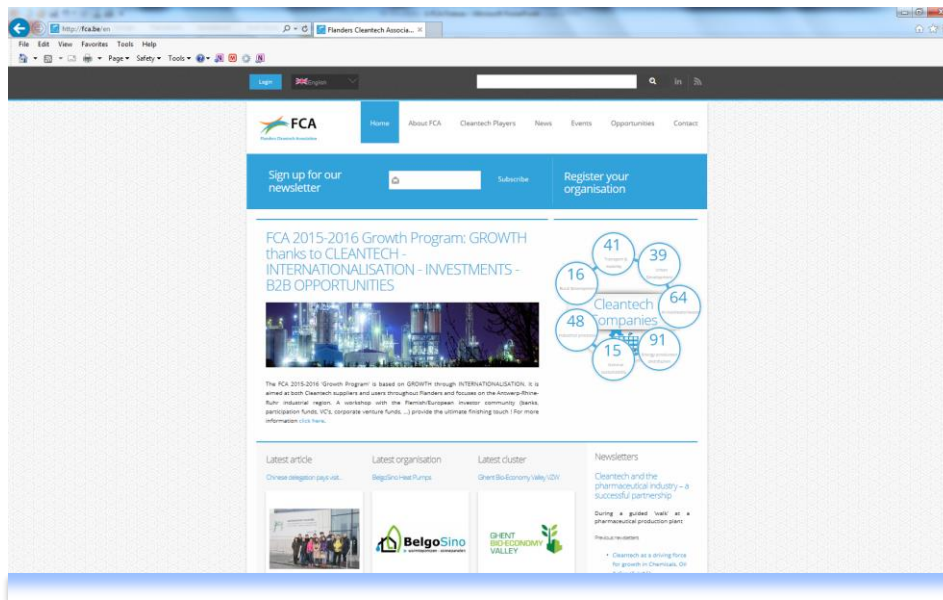 http://fca.be/en
Flanders Cleantech Associa...
File Edit View Favorites Tools Help
Page Safety Tools
Login
English
in
FCA
Flanders Cleantech Association
Home About FCA Cleantech Players News Events Opportunities Contact
Sign up for our
newsletter
Subscribe
Register your
organisation
FCA 2015-2016 Growth Program: GROWTH
thanks to CLEANTECH -
INTERNATIONALISATION - INVESTMENTS -
B2B OPPORTUNITIES
The FCA 2015-2016 'Growth Program' is based on GROWTH through INTERNATIONALISATION. It is
aimed at both Cleantech suppliers and users throughout Flanders and focuses on the Antwerp-Rhine-
Ruhr industrial region. A workshop with the Flemish/European investor community (banks,
participation funds, VC's, corporate venture funds, ...) provide the ultimate finishing touch ! For more
information click here.
41
39
16
64
Cleantech
Companies
48
91
15
Latest article
Chinese delegation pays visit...
Latest organisation
BelgoSino Heat Pumps
Latest cluster
Ghent Bio-Economy Valley VZW
BelgoSino
GHENT
BIO-ECONOMY
VALLEY
Newsletters
Cleantech and the
pharmaceutical industry – a
successful partnership
During a guided 'walk' at a
pharmaceutical production plant
Previous newsletters
Cleantech as a driving force
for growth in Chemicals, Oil